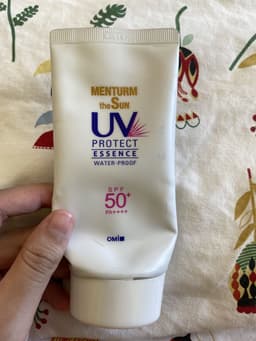 MENTURM
the SUN
UV
PROTECT
ESSENCE
WATER-PROOF
SPF
50+
PA++++
OMI